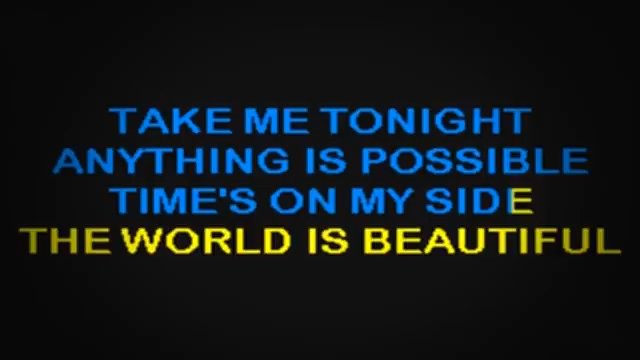 TAKE ME TONIGHT
ANYTHING IS POSSIBLE
TIME'S ON MY SIDE
THE WORLD IS BEAUTIFUL